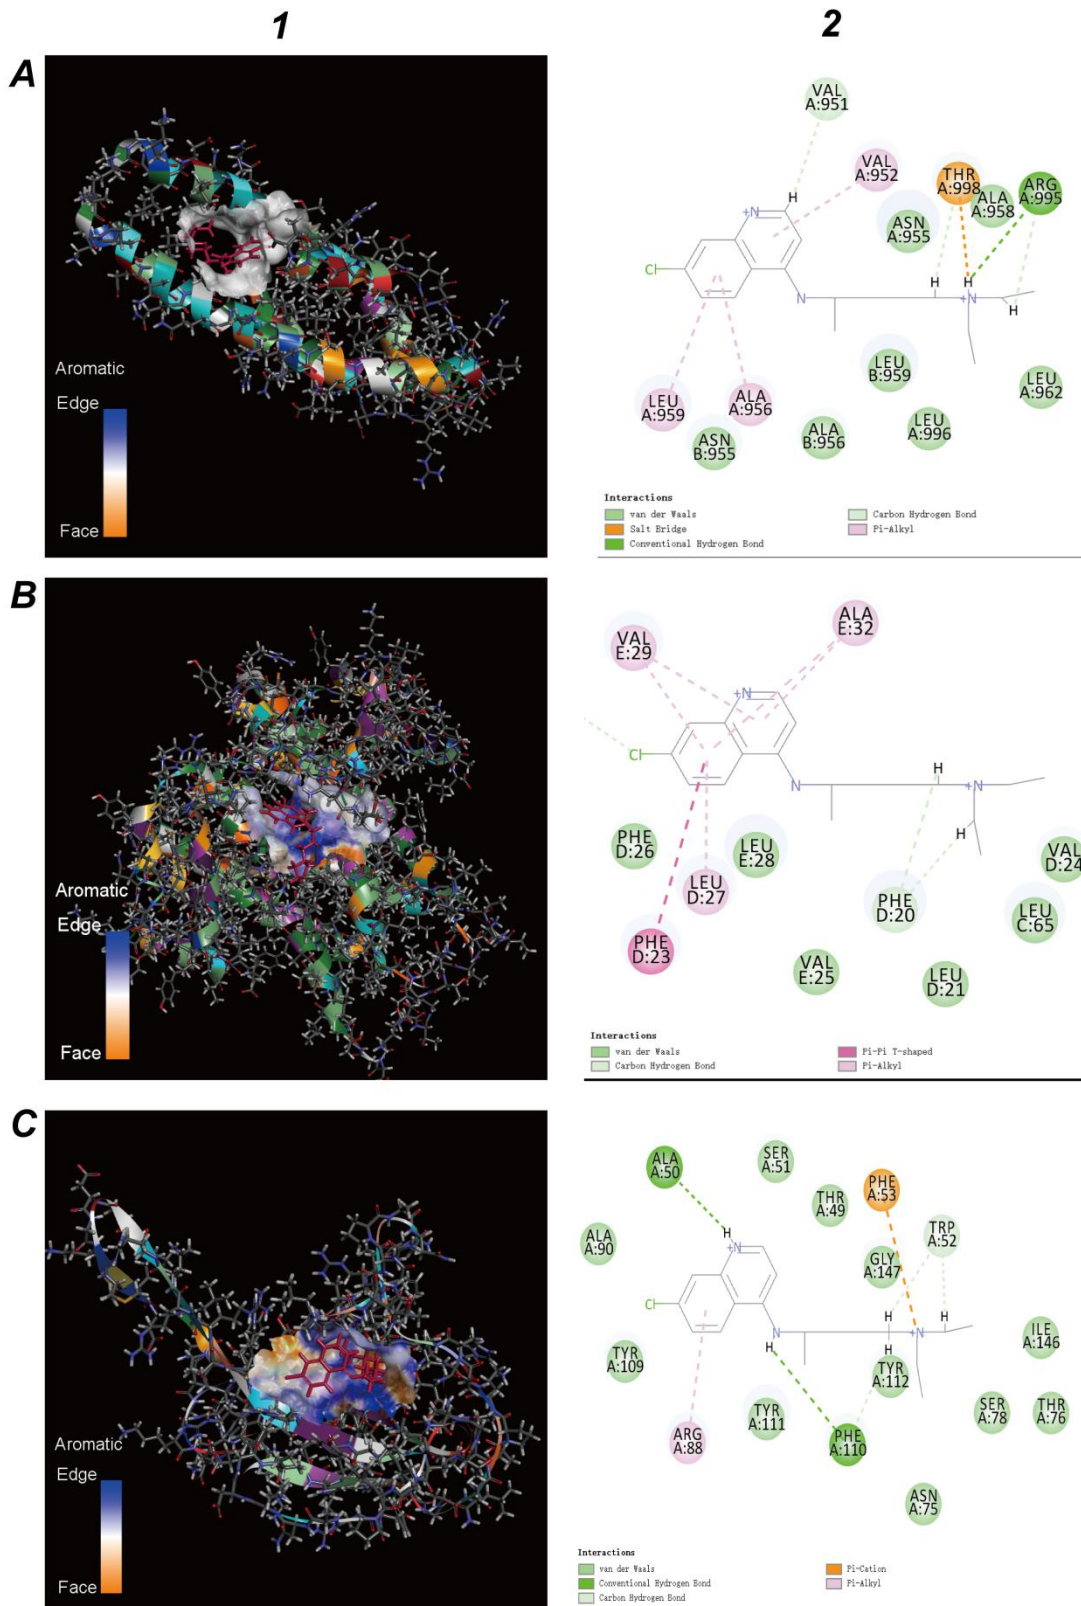 1
2
A
Aromatic
Edge
Face
VAL
A:951
VAL
A:952
THR
A:998
ALA
A:958
ARG
A:995
ASN
A:955
H
+N
Cl
N
H
H
+N
H
LEU
B:959
LEU
A:962
LEU
A:959
ALA
A:956
ASN
B:955
ALA
B:956
LEU
A:996
Interactions
van der Waals
Salt Bridge
Conventional Hydrogen Bond
Carbon Hydrogen Bond
Pi-Alkyl
B
Aromatic
Edge
Face
VAL
E:29
ALA
E:32
+N
Cl
N
H
+N
H
PHE
D:26
LEU
E:28
VAL
D:24
LEU
D:27
PHE
D:20
LEU
C:65
PHE
D:23
VAL
E:25
LEU
D:21
Interactions
van der Waals
Carbon Hydrogen Bond
Pi-Pi T-shaped
Pi-Alkyl
C
Aromatic
Edge
Face
ALA
A:50
SER
A:51
PHE
A:53
THR
A:49
TRP
A:52
ALA
A:90
GLY
A:147
H
+N
Cl
N
H
H
H
H
+N
ILE
A:146
TYR
A:109
TYR
A:112
TYR
A:111
SER
A:78
THR
A:76
ARG
A:88
PHE
A:110
ASN
A:75
Interactions
van der Waals
Conventional Hydrogen Bond
Carbon Hydrogen Bond
Pi-Cation
Pi-Alkyl